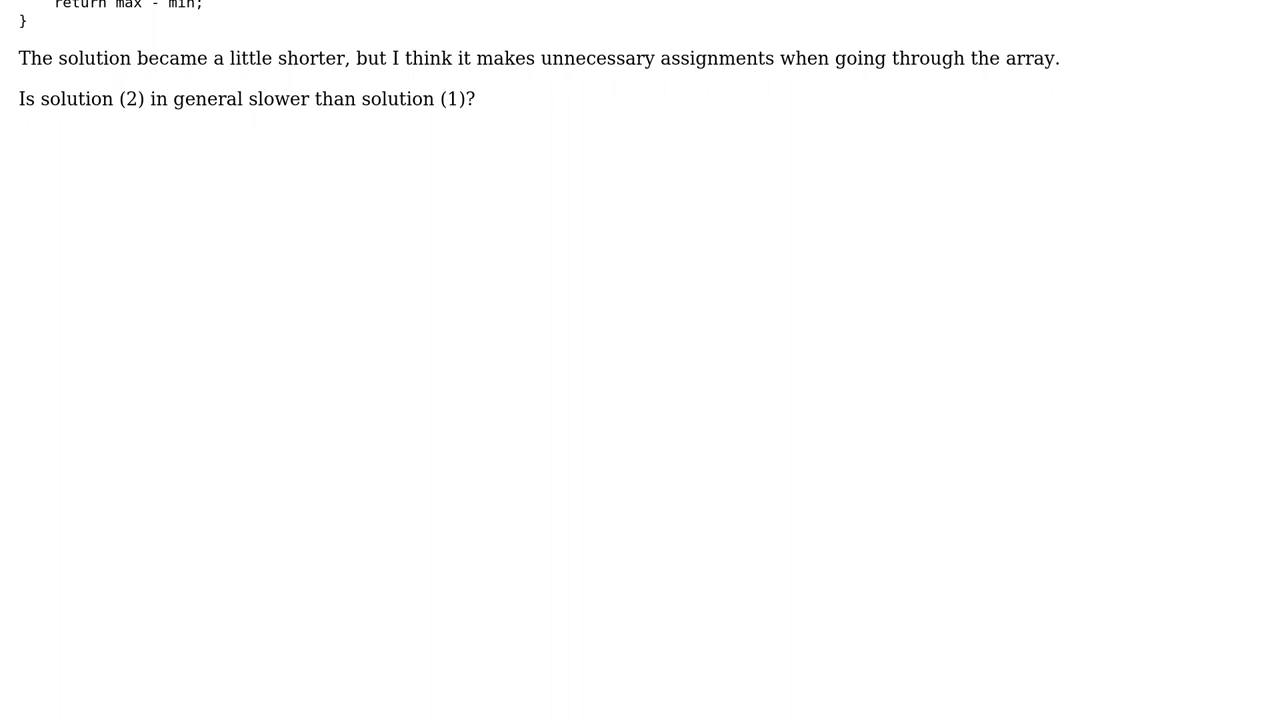 return max - min;
}
The solution became a little shorter, but I think it makes unnecessary assignments when going through the array.
Is solution (2) in general slower than solution (1)?